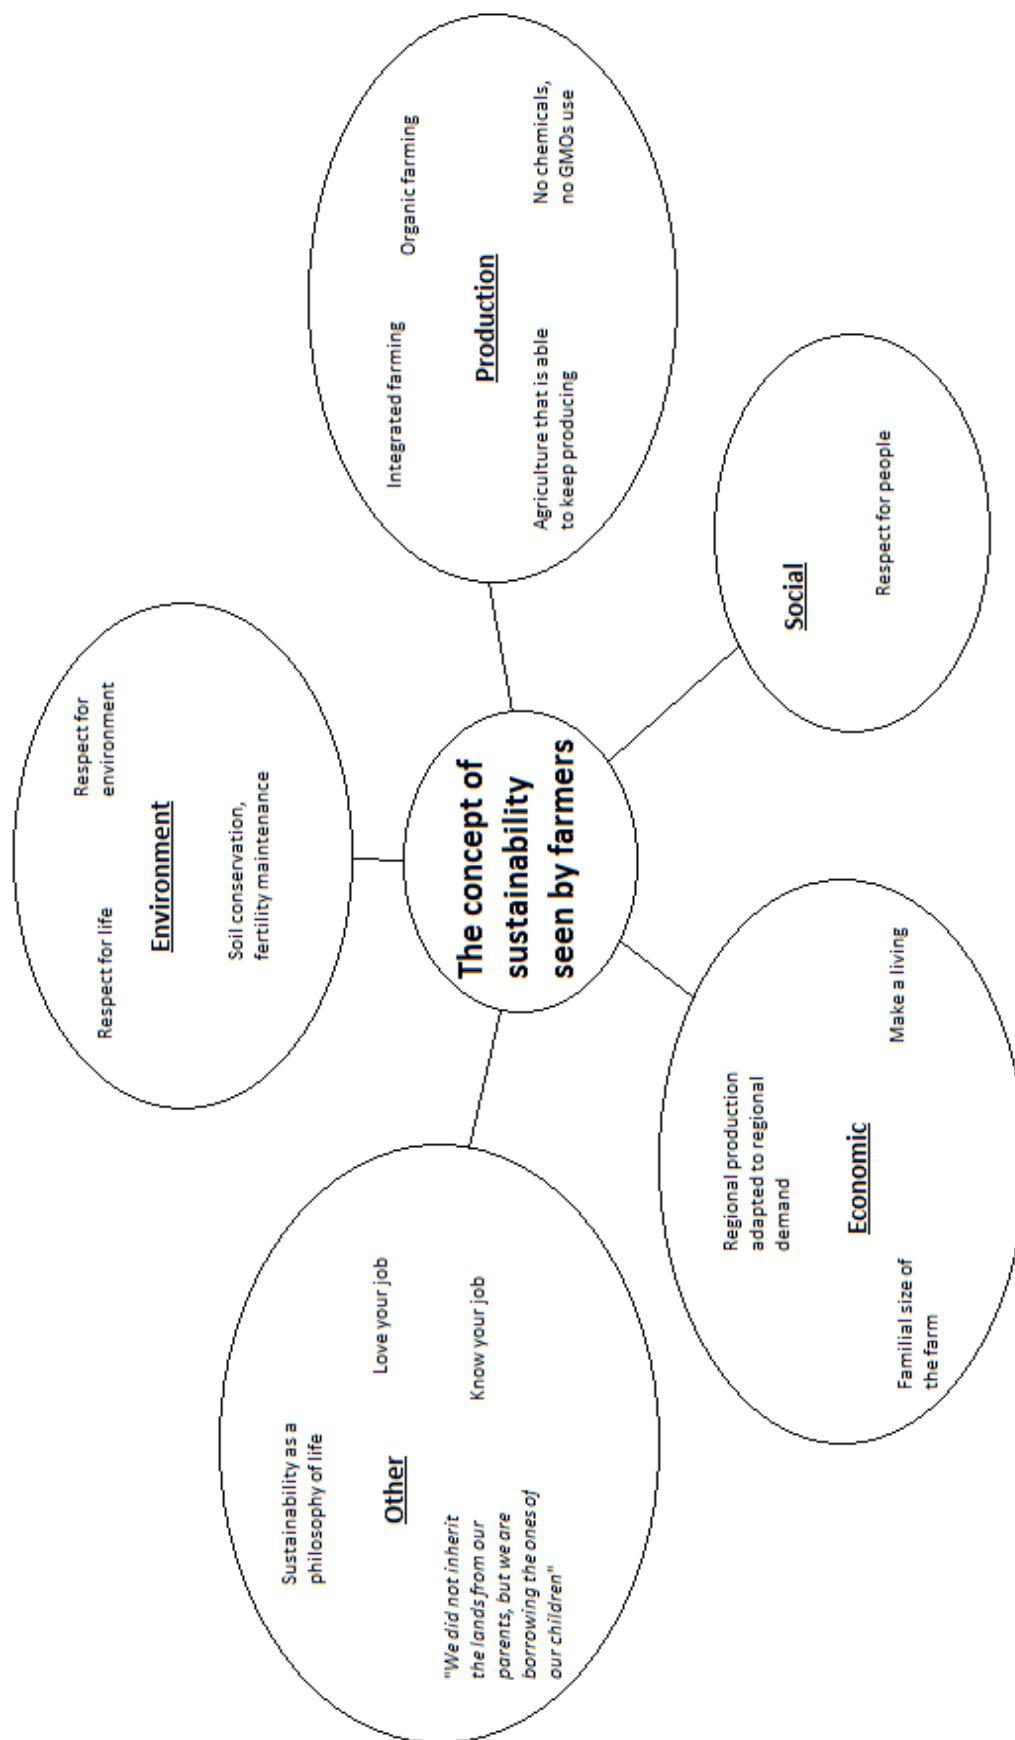 Respect for life
Respect for
environment
Environment
Soil conservation,
fertility maintenance
Sustainability as a
philosophy of life
Love your job
Other
Know your job
"We did not inherit
the lands from our
parents, but we are
borrowing the ones of
our children"
The concept of
sustainability
seen by farmers
Integrated farming
Organic farming
Production
Agriculture that is able
to keep producing
No chemicals,
no GMOs use
Regional production
adapted to regional
demand
Economic
Familial size of
the farm
Make a living
Social
Respect for people